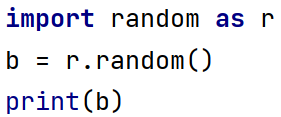 import random as r
b = r.random()
print(b)